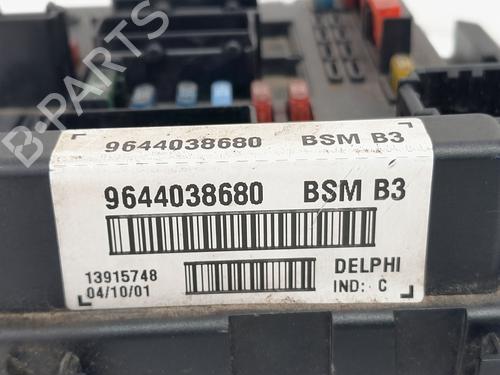 B-PARTS
9644038680 BSM B3
9644038680 BSM B3
13915748 DELPHI
04/10/01 IND: C